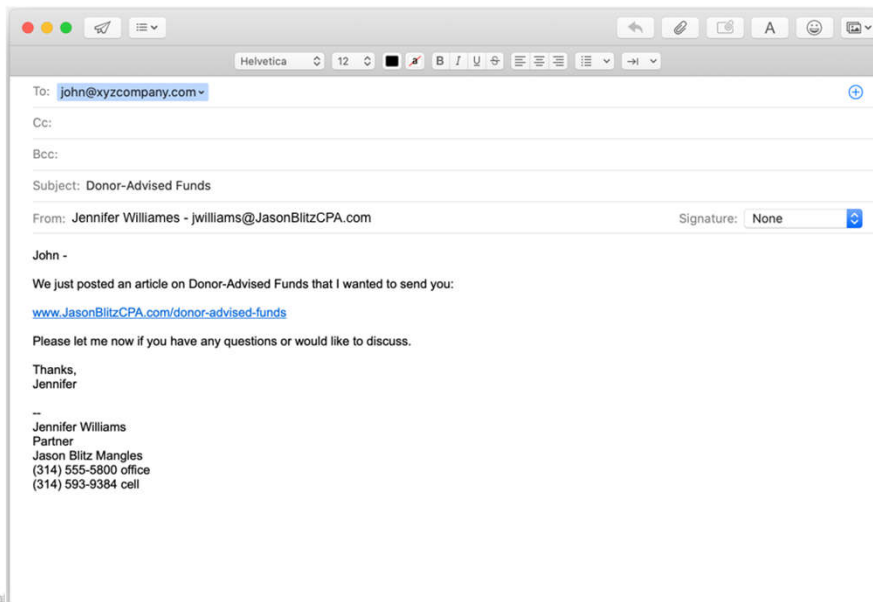 Helvetica 12 B I U S
To: john@xyzcompany.com
Cc:
Bcc:
Subject: Donor-Advised Funds
From: Jennifer Williames - jwilliams@JasonBlitzCPA.com Signature: None
John -
We just posted an article on Donor-Advised Funds that I wanted to send you:
www.JasonBlitzCPA.com/donor-advised-funds
Please let me now if you have any questions or would like to discuss.
Thanks,
Jennifer
--
Jennifer Williams
Partner
Jason Blitz Mangles
(314) 555-5800 office
(314) 593-9384 cell